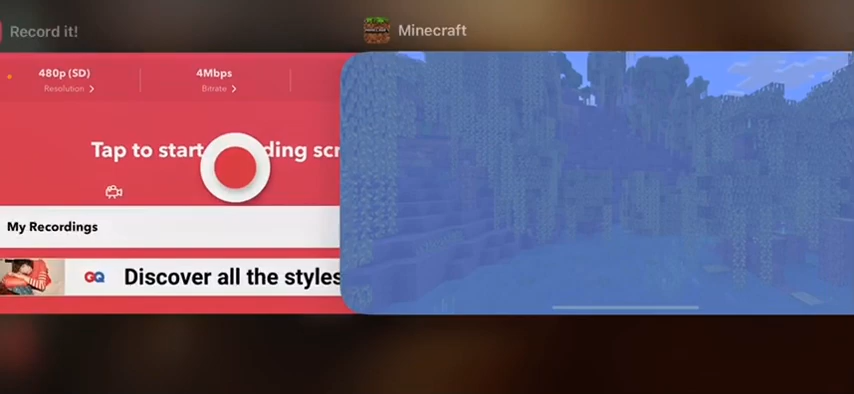 Record it!
Minecraft
480p (SD)
Resolution
4Mbps
Bitrate
Tap to start ding scr
My Recordings
GQ Discover all the styles